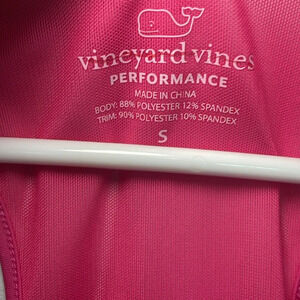 vineyard vines
PERFORMANCE
MADE IN CHINA
BODY: 88% POLYESTER 12% SPANDEX
TRIM: 90% POLYESTER 10% SPANDEX
S